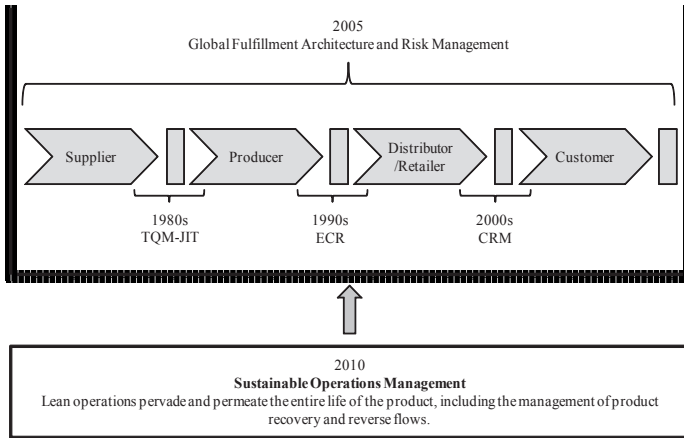 2005
Global Fulfillment Architecture and Risk Management
Supplier
Producer
Distributor
/Retailer
Customer
1980s
TQM-JIT
1990s
ECR
2000s
CRM
2010
Sustainable Operations Management
Lean operations pervade and permeate the entire life of the product, including the management of product
recovery and reverse flows.